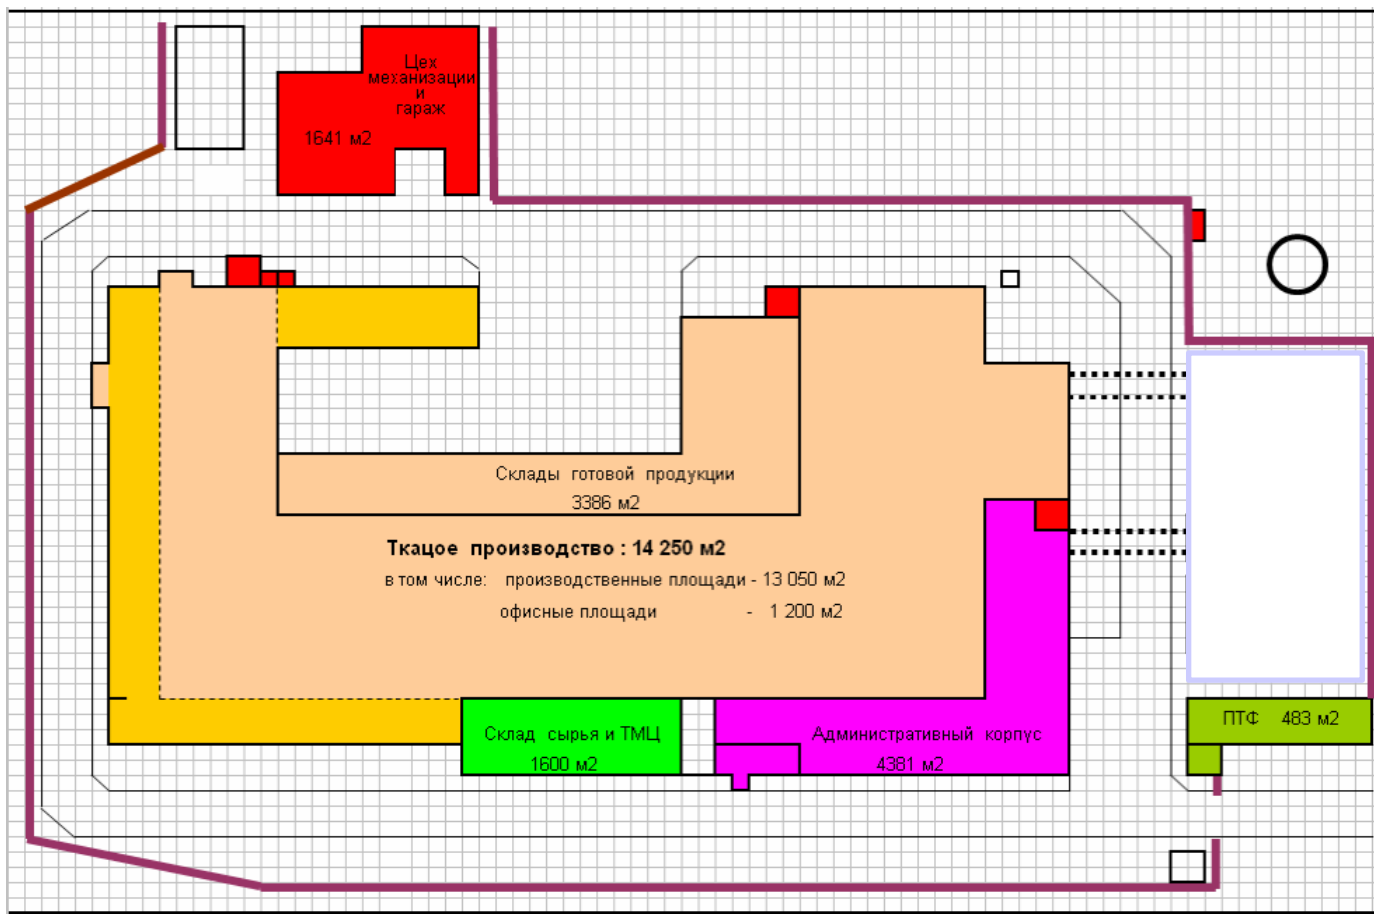 Цех
механизации
и
гараж
1641 м2
Склады готовой продукции
3386 м2
Ткацое производство : 14 250 м2
в том числе: производственные площади - 13 050 м2
офисные площади - 1 200 м2
Склад сырья и ТМЦ
1600 м2
Административный корпус
4381 м2
ПТФ 483 м2